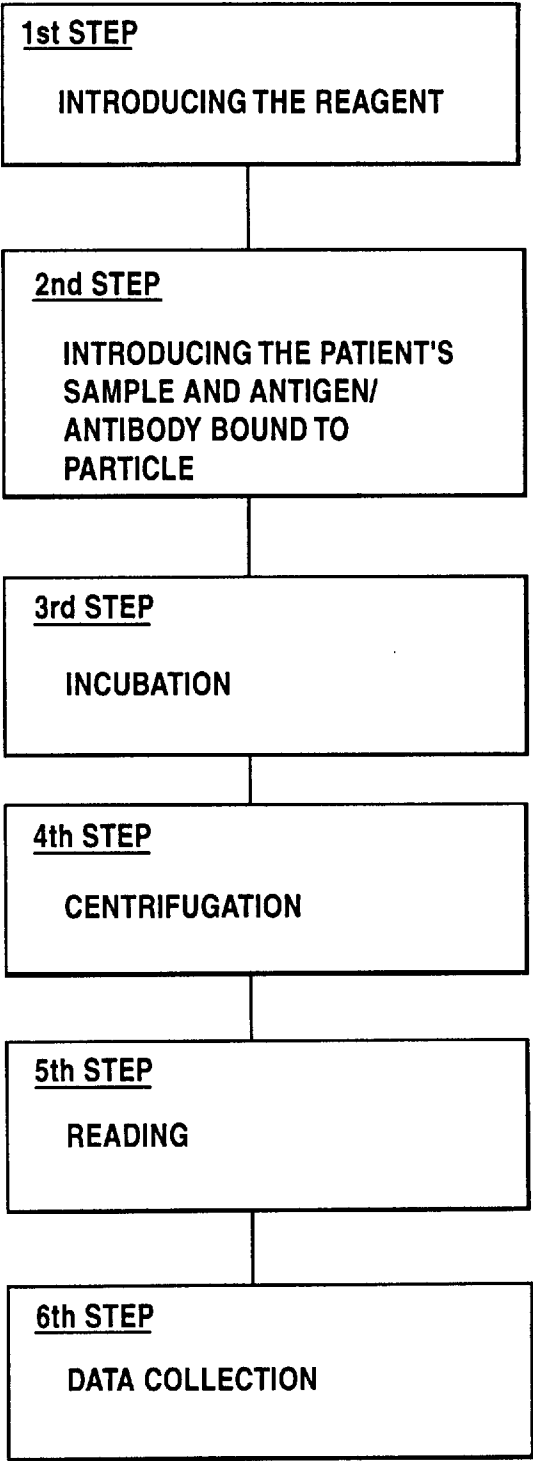 1st STEP
INTRODUCING THE REAGENT
2nd STEP
INTRODUCING THE PATIENT'S
SAMPLE AND ANTIGEN/
ANTIBODY BOUND TO
PARTICLE
3rd STEP
INCUBATION
4th STEP
CENTRIFUGATION
5th STEP
READING
6th STEP
DATA COLLECTION